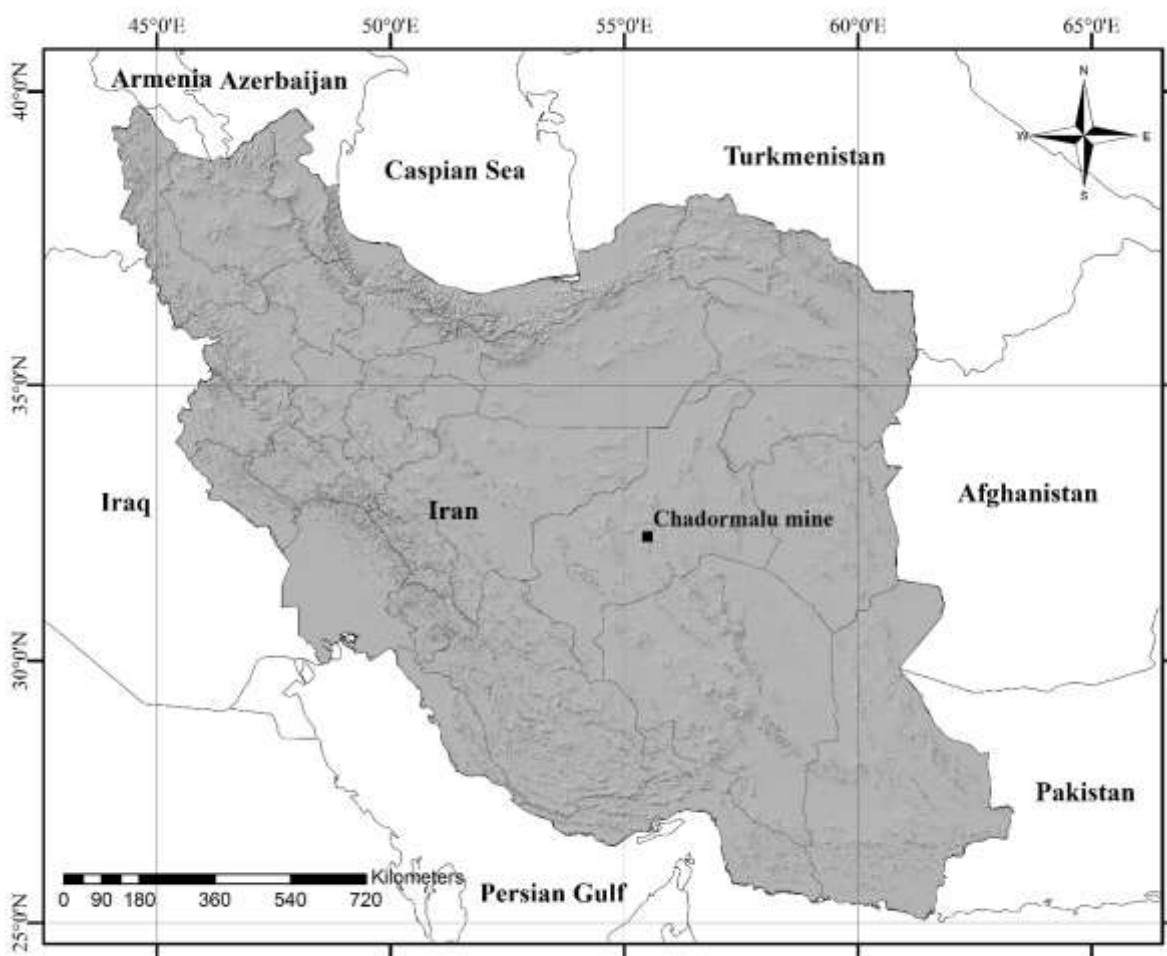 45°0'E 50°0'E 55°0'E 60°0'E 65°0'E
40°0'N
Armenia Azerbaijan
N
W E
S
Caspian Sea
Turkmenistan
35°0'N
Iraq
Iran
Chadormalu mine
Afghanistan
30°0'N
Pakistan
Kilometers
0 90 180 360 540 720
Persian Gulf
25°0'N